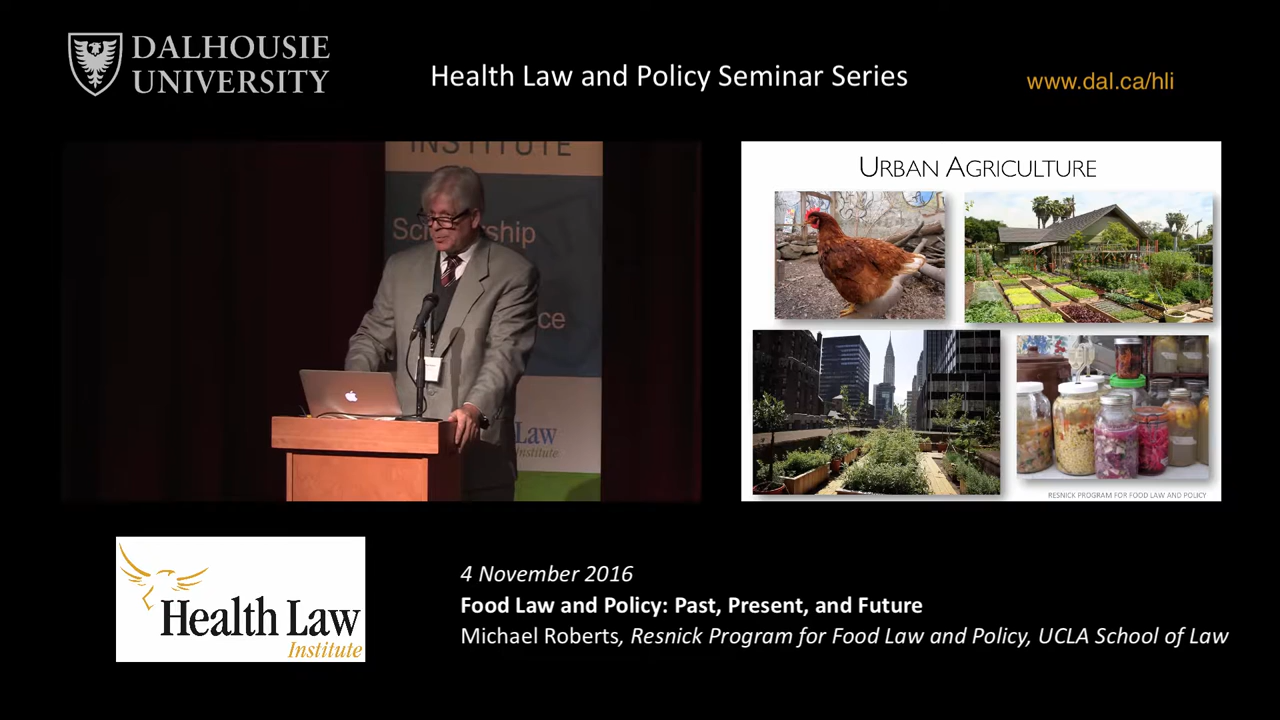 DALHOUSIE
UNIVERSITY
Health Law and Policy Seminar Series
www.dal.ca/hli
INSTITUTE
Law
Institute
URBAN AGRICULTURE
RESNICK PROGRAM FOR FOOD LAW AND POLICY
Health Law
Institute
4 November 2016
Food Law and Policy: Past, Present, and Future
Michael Roberts, Resnick Program for Food Law and Policy, UCLA School of Law